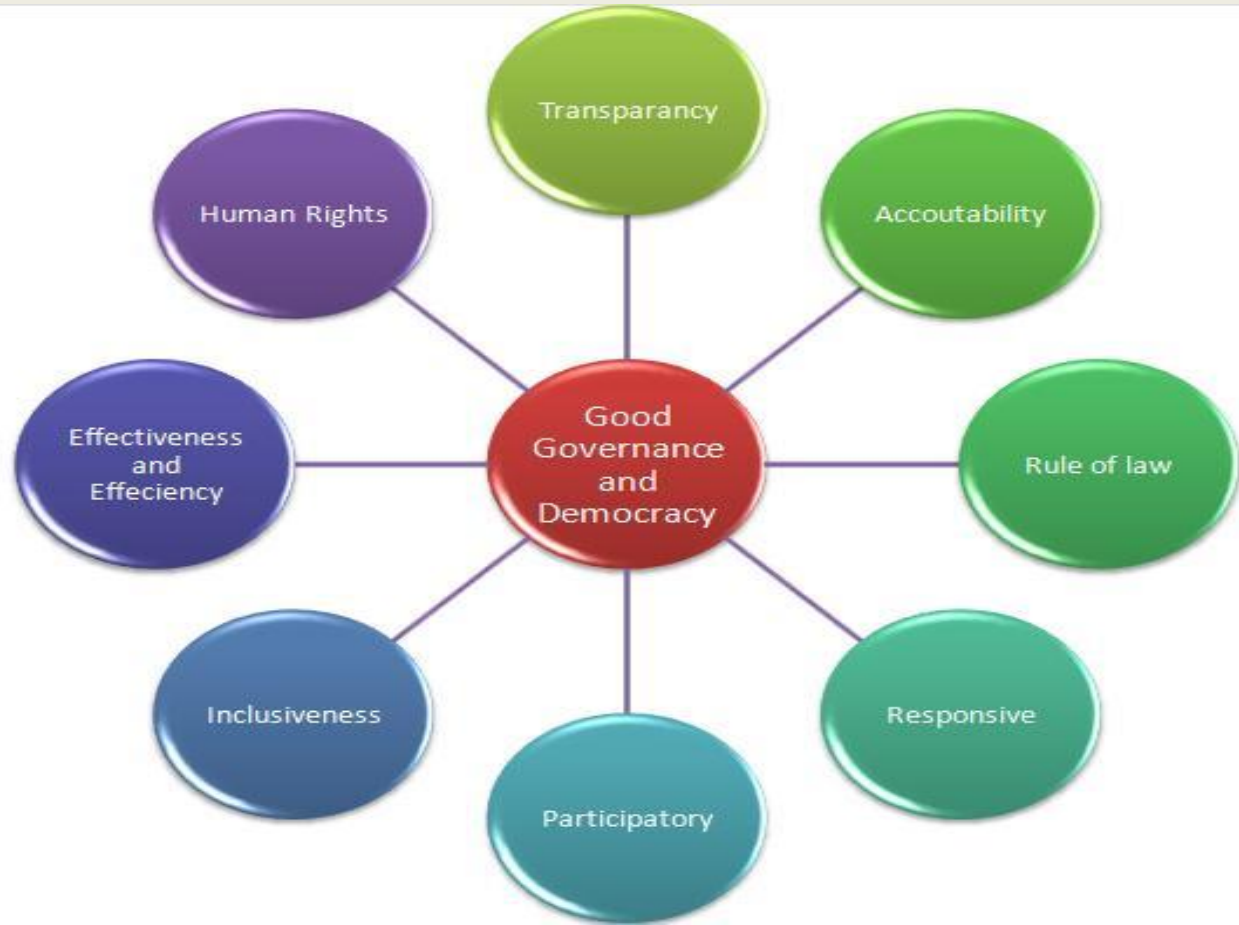 Transparancy
Accoutability
Rule of law
Responsive
Participatory
Inclusiveness
Effectiveness
and
Effeciency
Human Rights
Good
Governance
and
Democracy